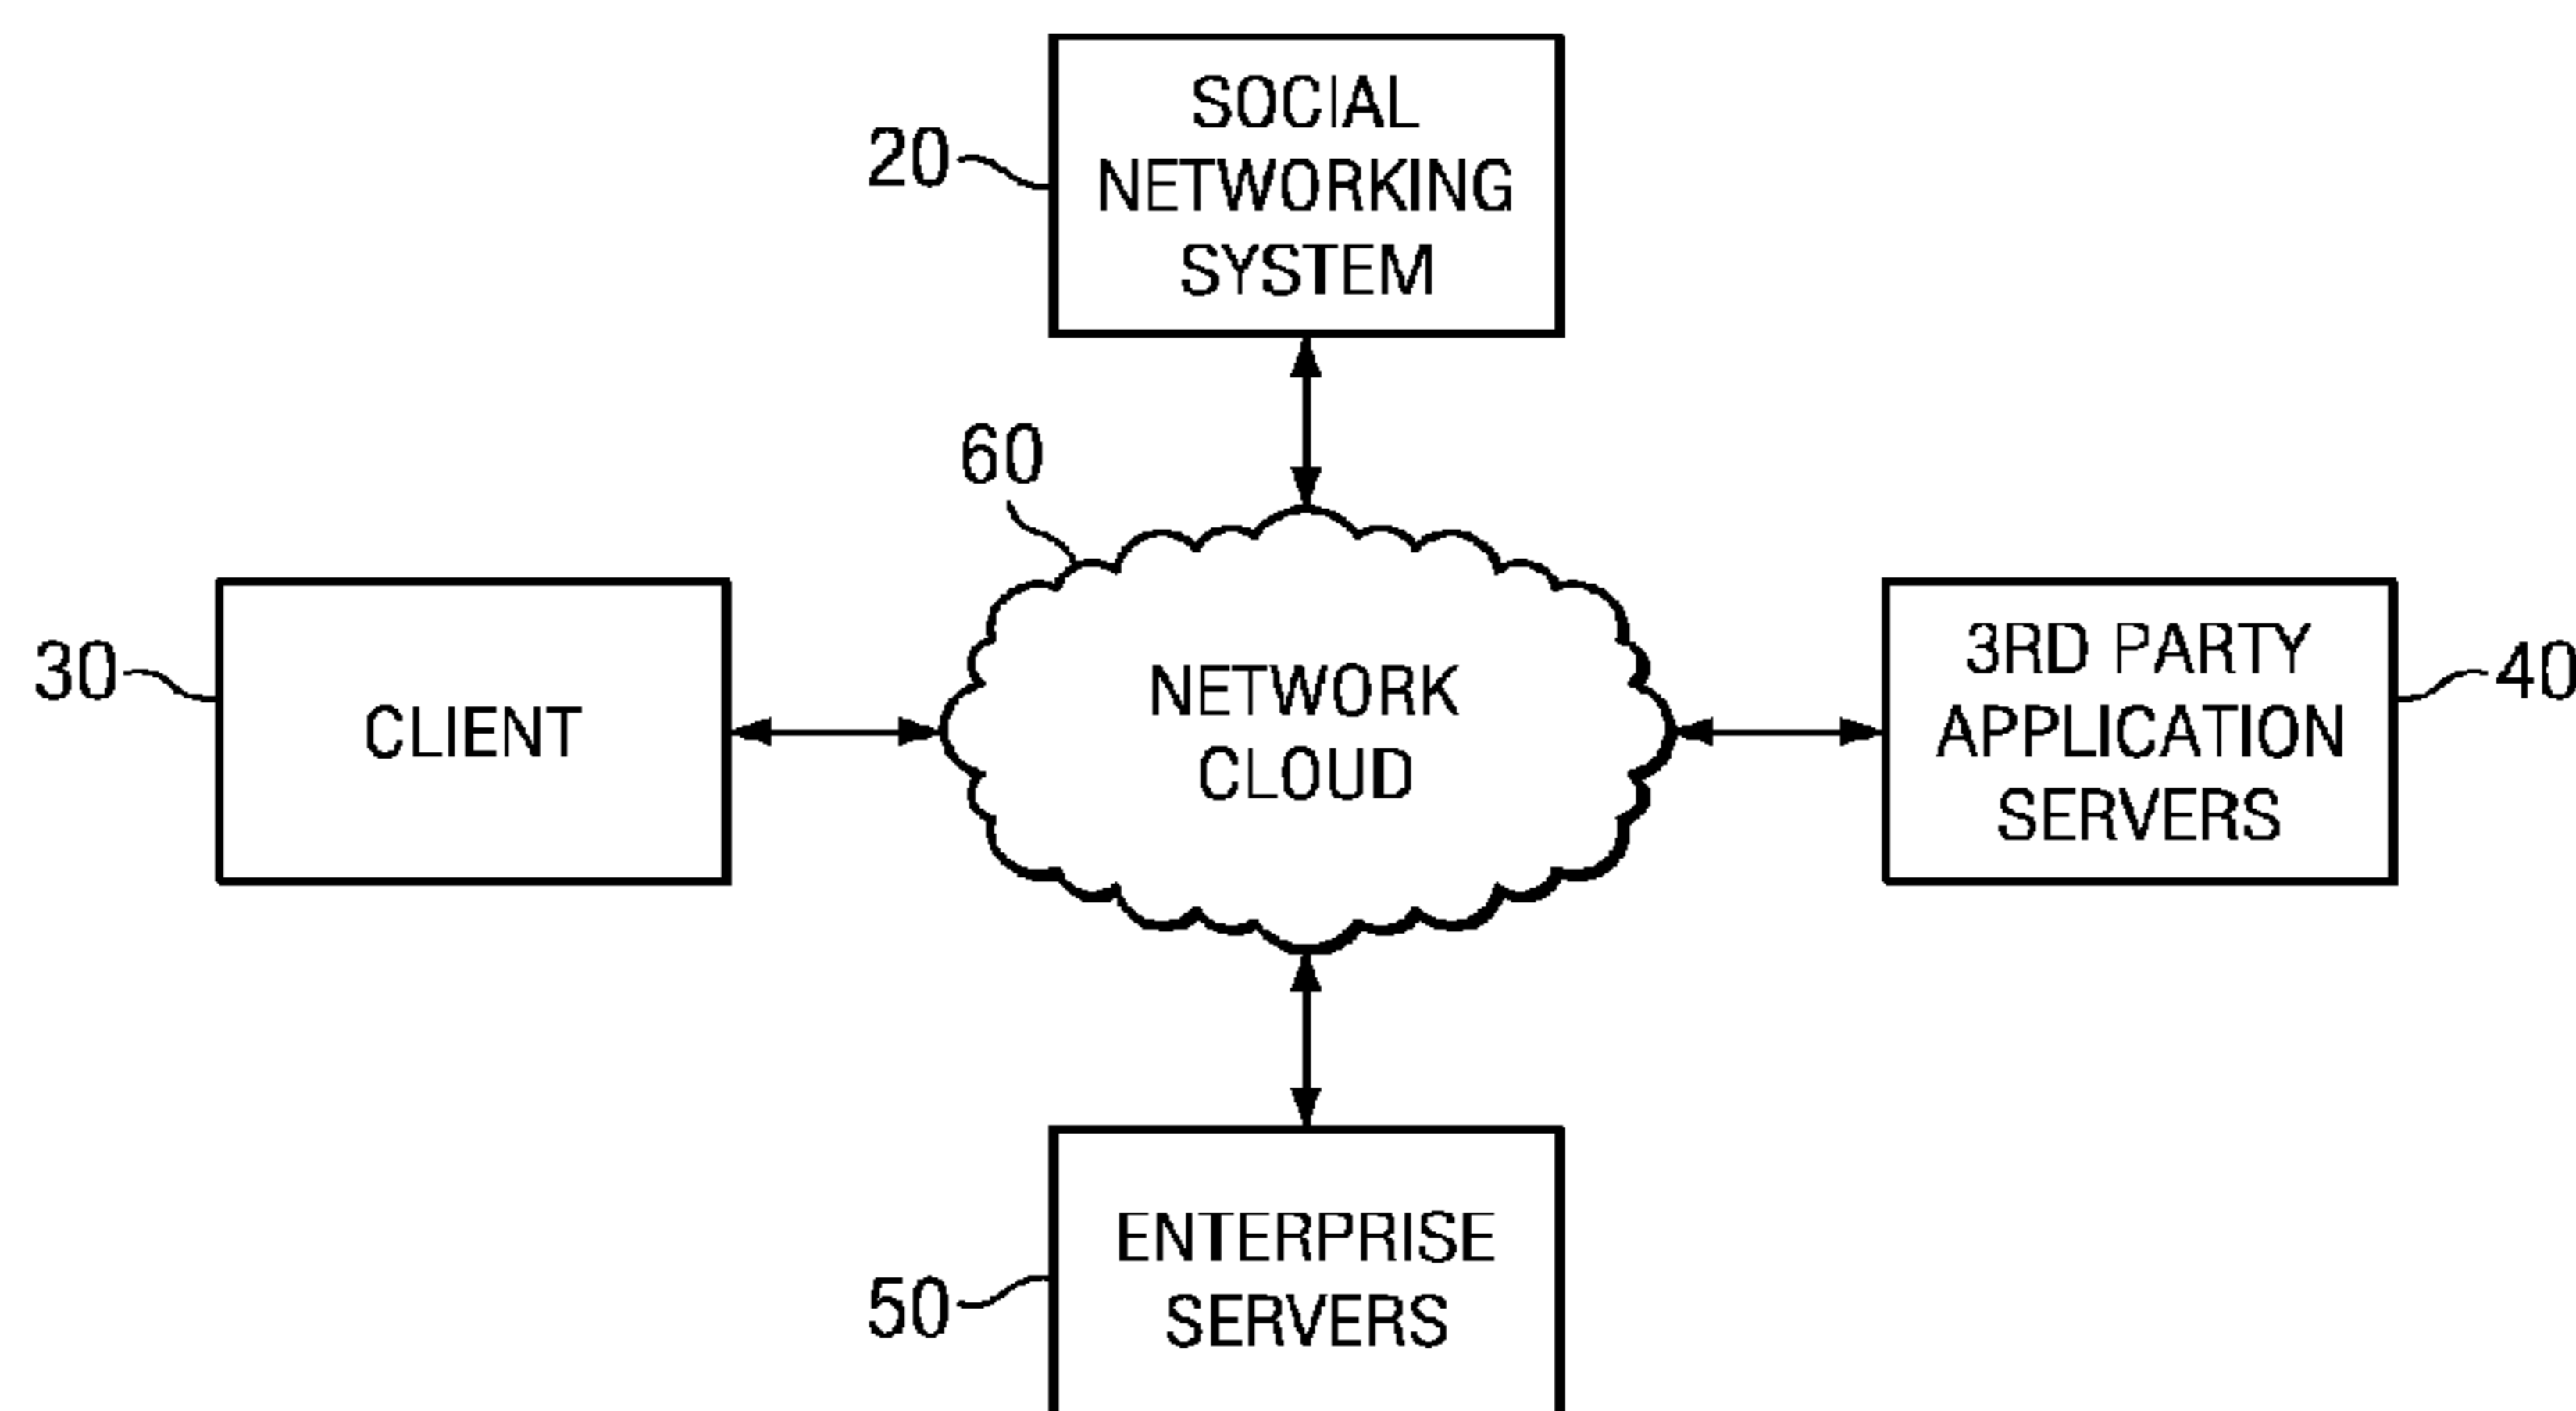 SOCIAL
NETWORKING
SYSTEM
20
60
30
CLIENT
NETWORK
CLOUD
3RD PARTY
APPLICATION
SERVERS
40
ENTERPRISE
SERVERS
50